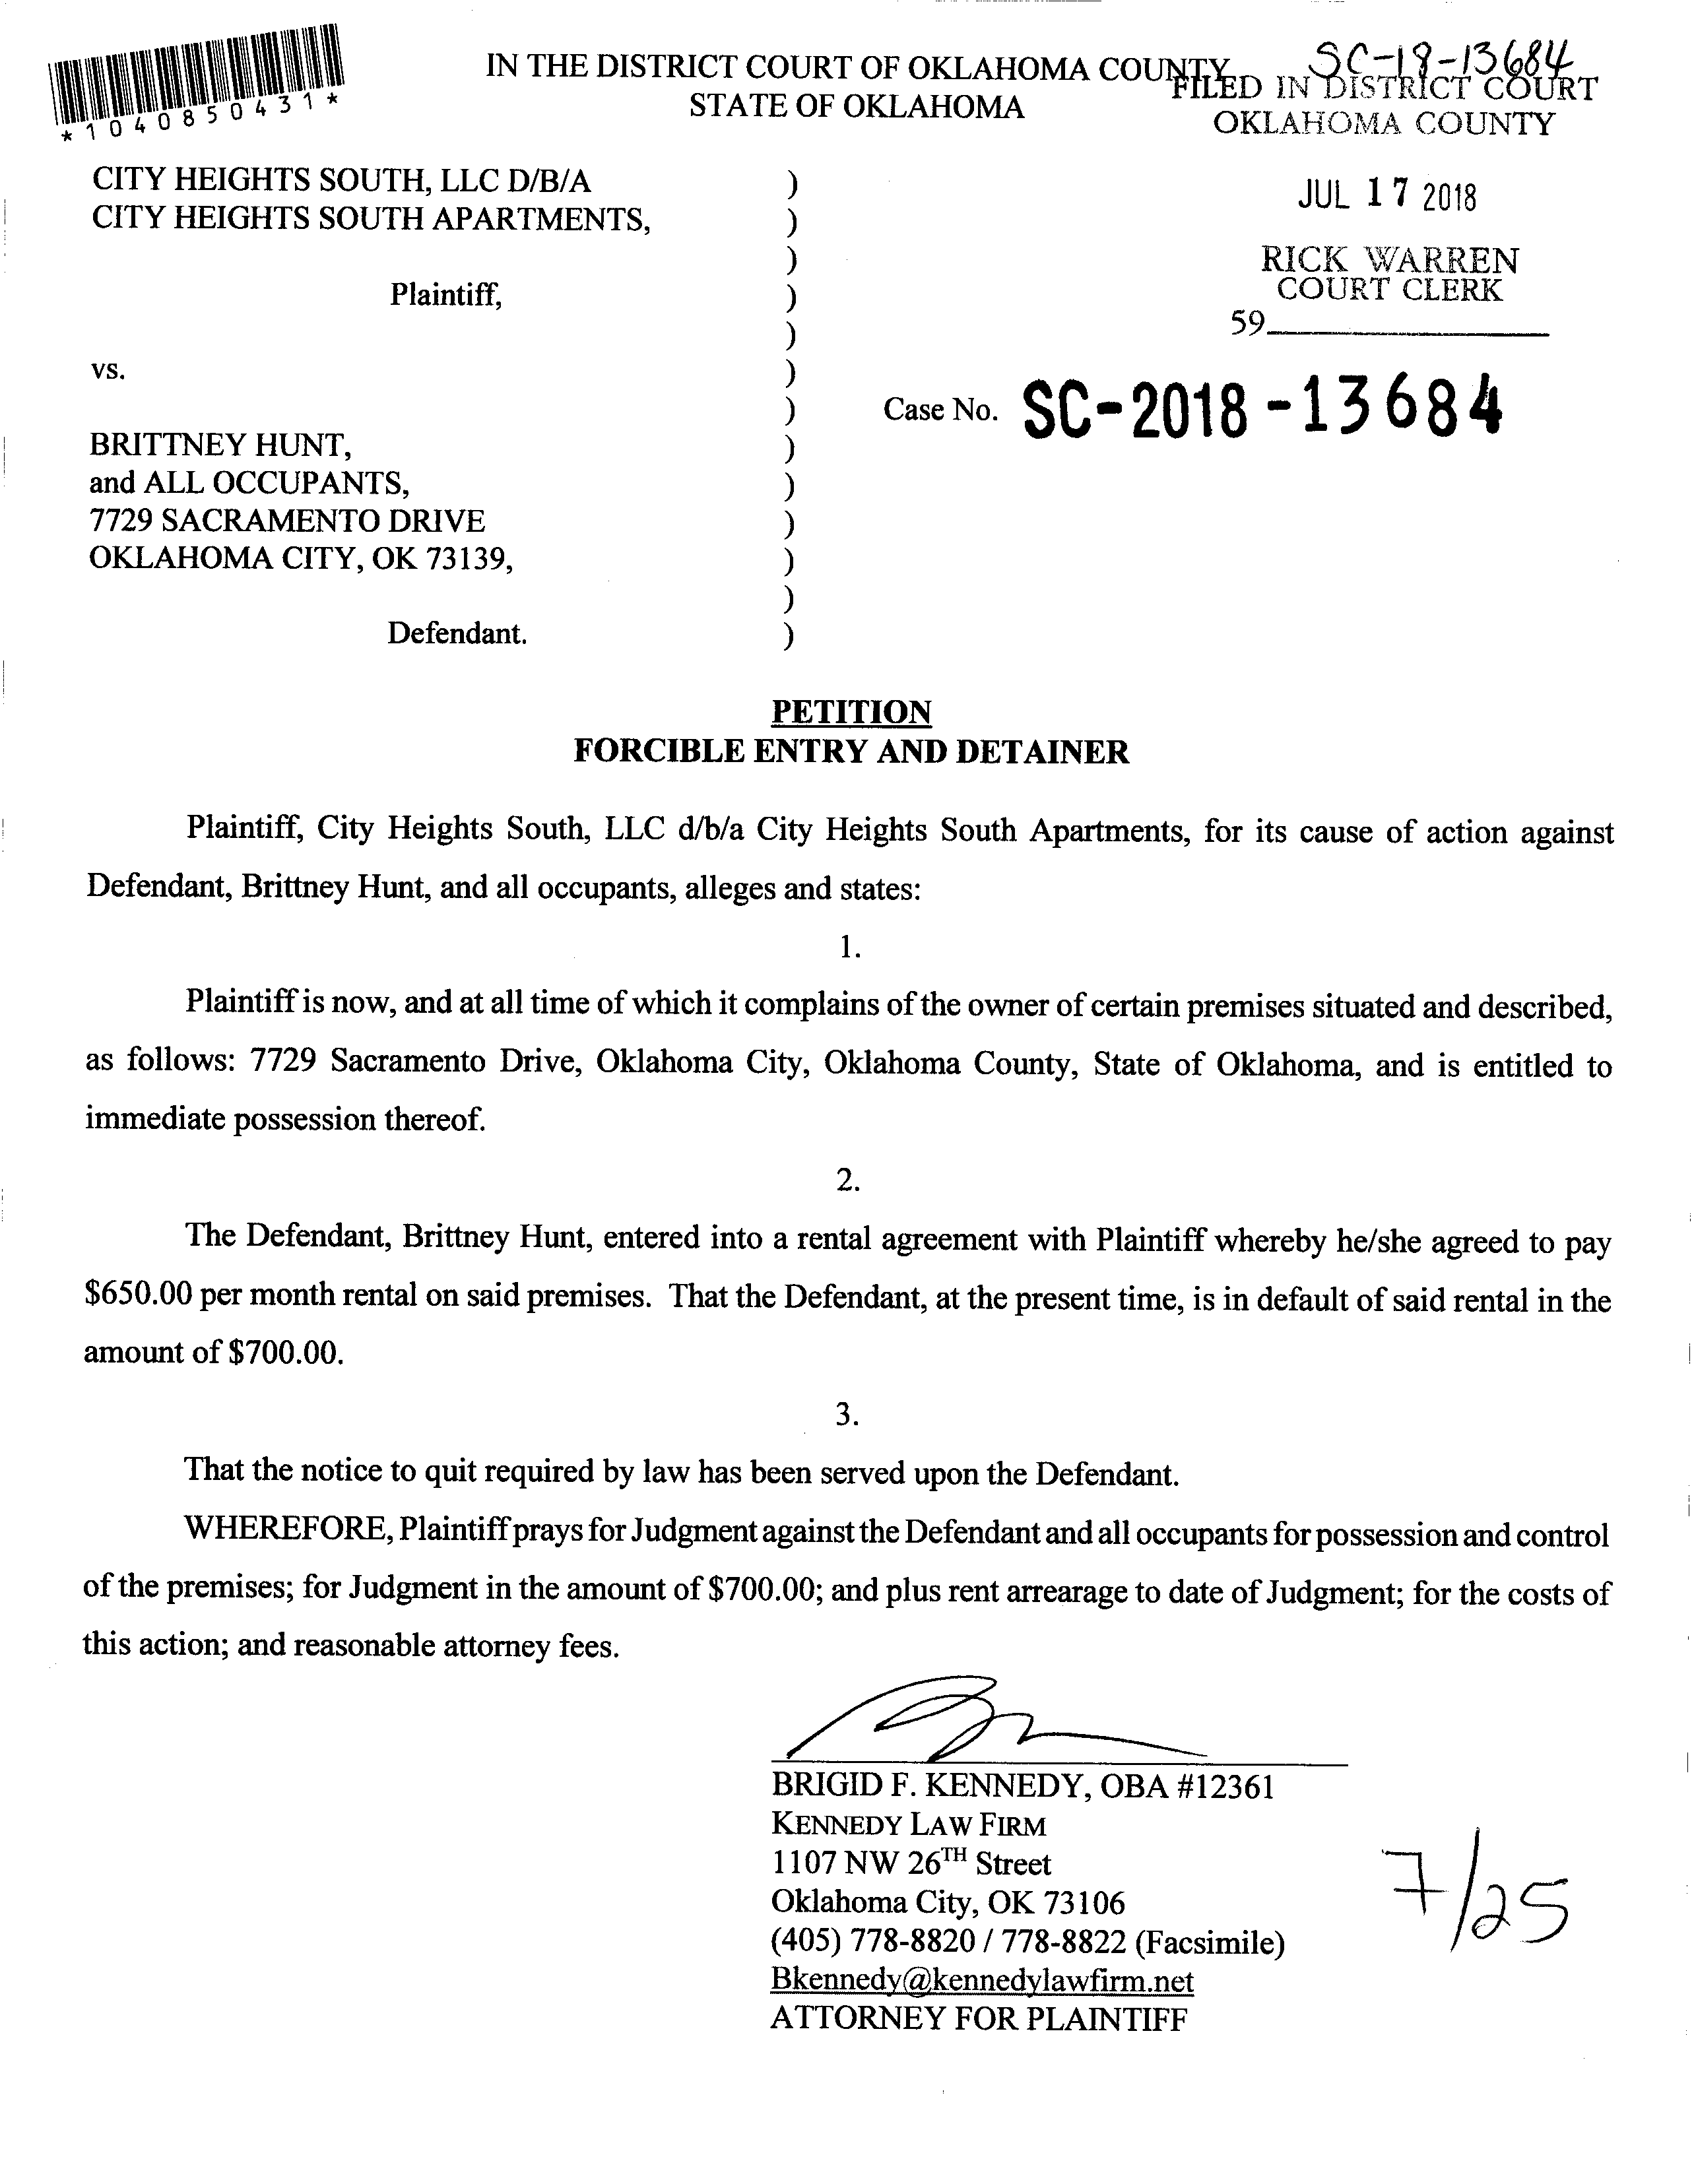 *1040850431*
IN THE DISTRICT COURT OF OKLAHOMA COUNTY
STATE OF OKLAHOMA
SC-18-13684
FILED IN DISTRICT COURT
OKLAHOMA COUNTY
JUL 17 2018
RICK WARREN
COURT CLERK
59
CITY HEIGHTS SOUTH, LLC D/B/A )
CITY HEIGHTS SOUTH APARTMENTS, )
)
Plaintiff, )
)
vs. )
) Case No. SC-2018-13684
BRITTNEY HUNT, )
and ALL OCCUPANTS, )
7729 SACRAMENTO DRIVE )
OKLAHOMA CITY, OK 73139, )
)
Defendant. )
PETITION
FORCIBLE ENTRY AND DETAINER
Plaintiff, City Heights South, LLC d/b/a City Heights South Apartments, for its cause of action against
Defendant, Brittney Hunt, and all occupants, alleges and states:
1.
Plaintiff is now, and at all time of which it complains of the owner of certain premises situated and described,
as follows: 7729 Sacramento Drive, Oklahoma City, Oklahoma County, State of Oklahoma, and is entitled to
immediate possession thereof.
2.
The Defendant, Brittney Hunt, entered into a rental agreement with Plaintiff whereby he/she agreed to pay
$650.00 per month rental on said premises. That the Defendant, at the present time, is in default of said rental in the
amount of $700.00.
3.
That the notice to quit required by law has been served upon the Defendant.
WHEREFORE, Plaintiff prays for Judgment against the Defendant and all occupants for possession and control
of the premises; for Judgment in the amount of $700.00; and plus rent arrearage to date of Judgment; for the costs of
this action; and reasonable attorney fees.
BRIGID F. KENNEDY, OBA #12361
KENNEDY LAW FIRM
1107 NW 26TH Street
Oklahoma City, OK 73106
(405) 778-8820 / 778-8822 (Facsimile)
Bkennedy@kennedylawfirm.net
ATTORNEY FOR PLAINTIFF
7/25